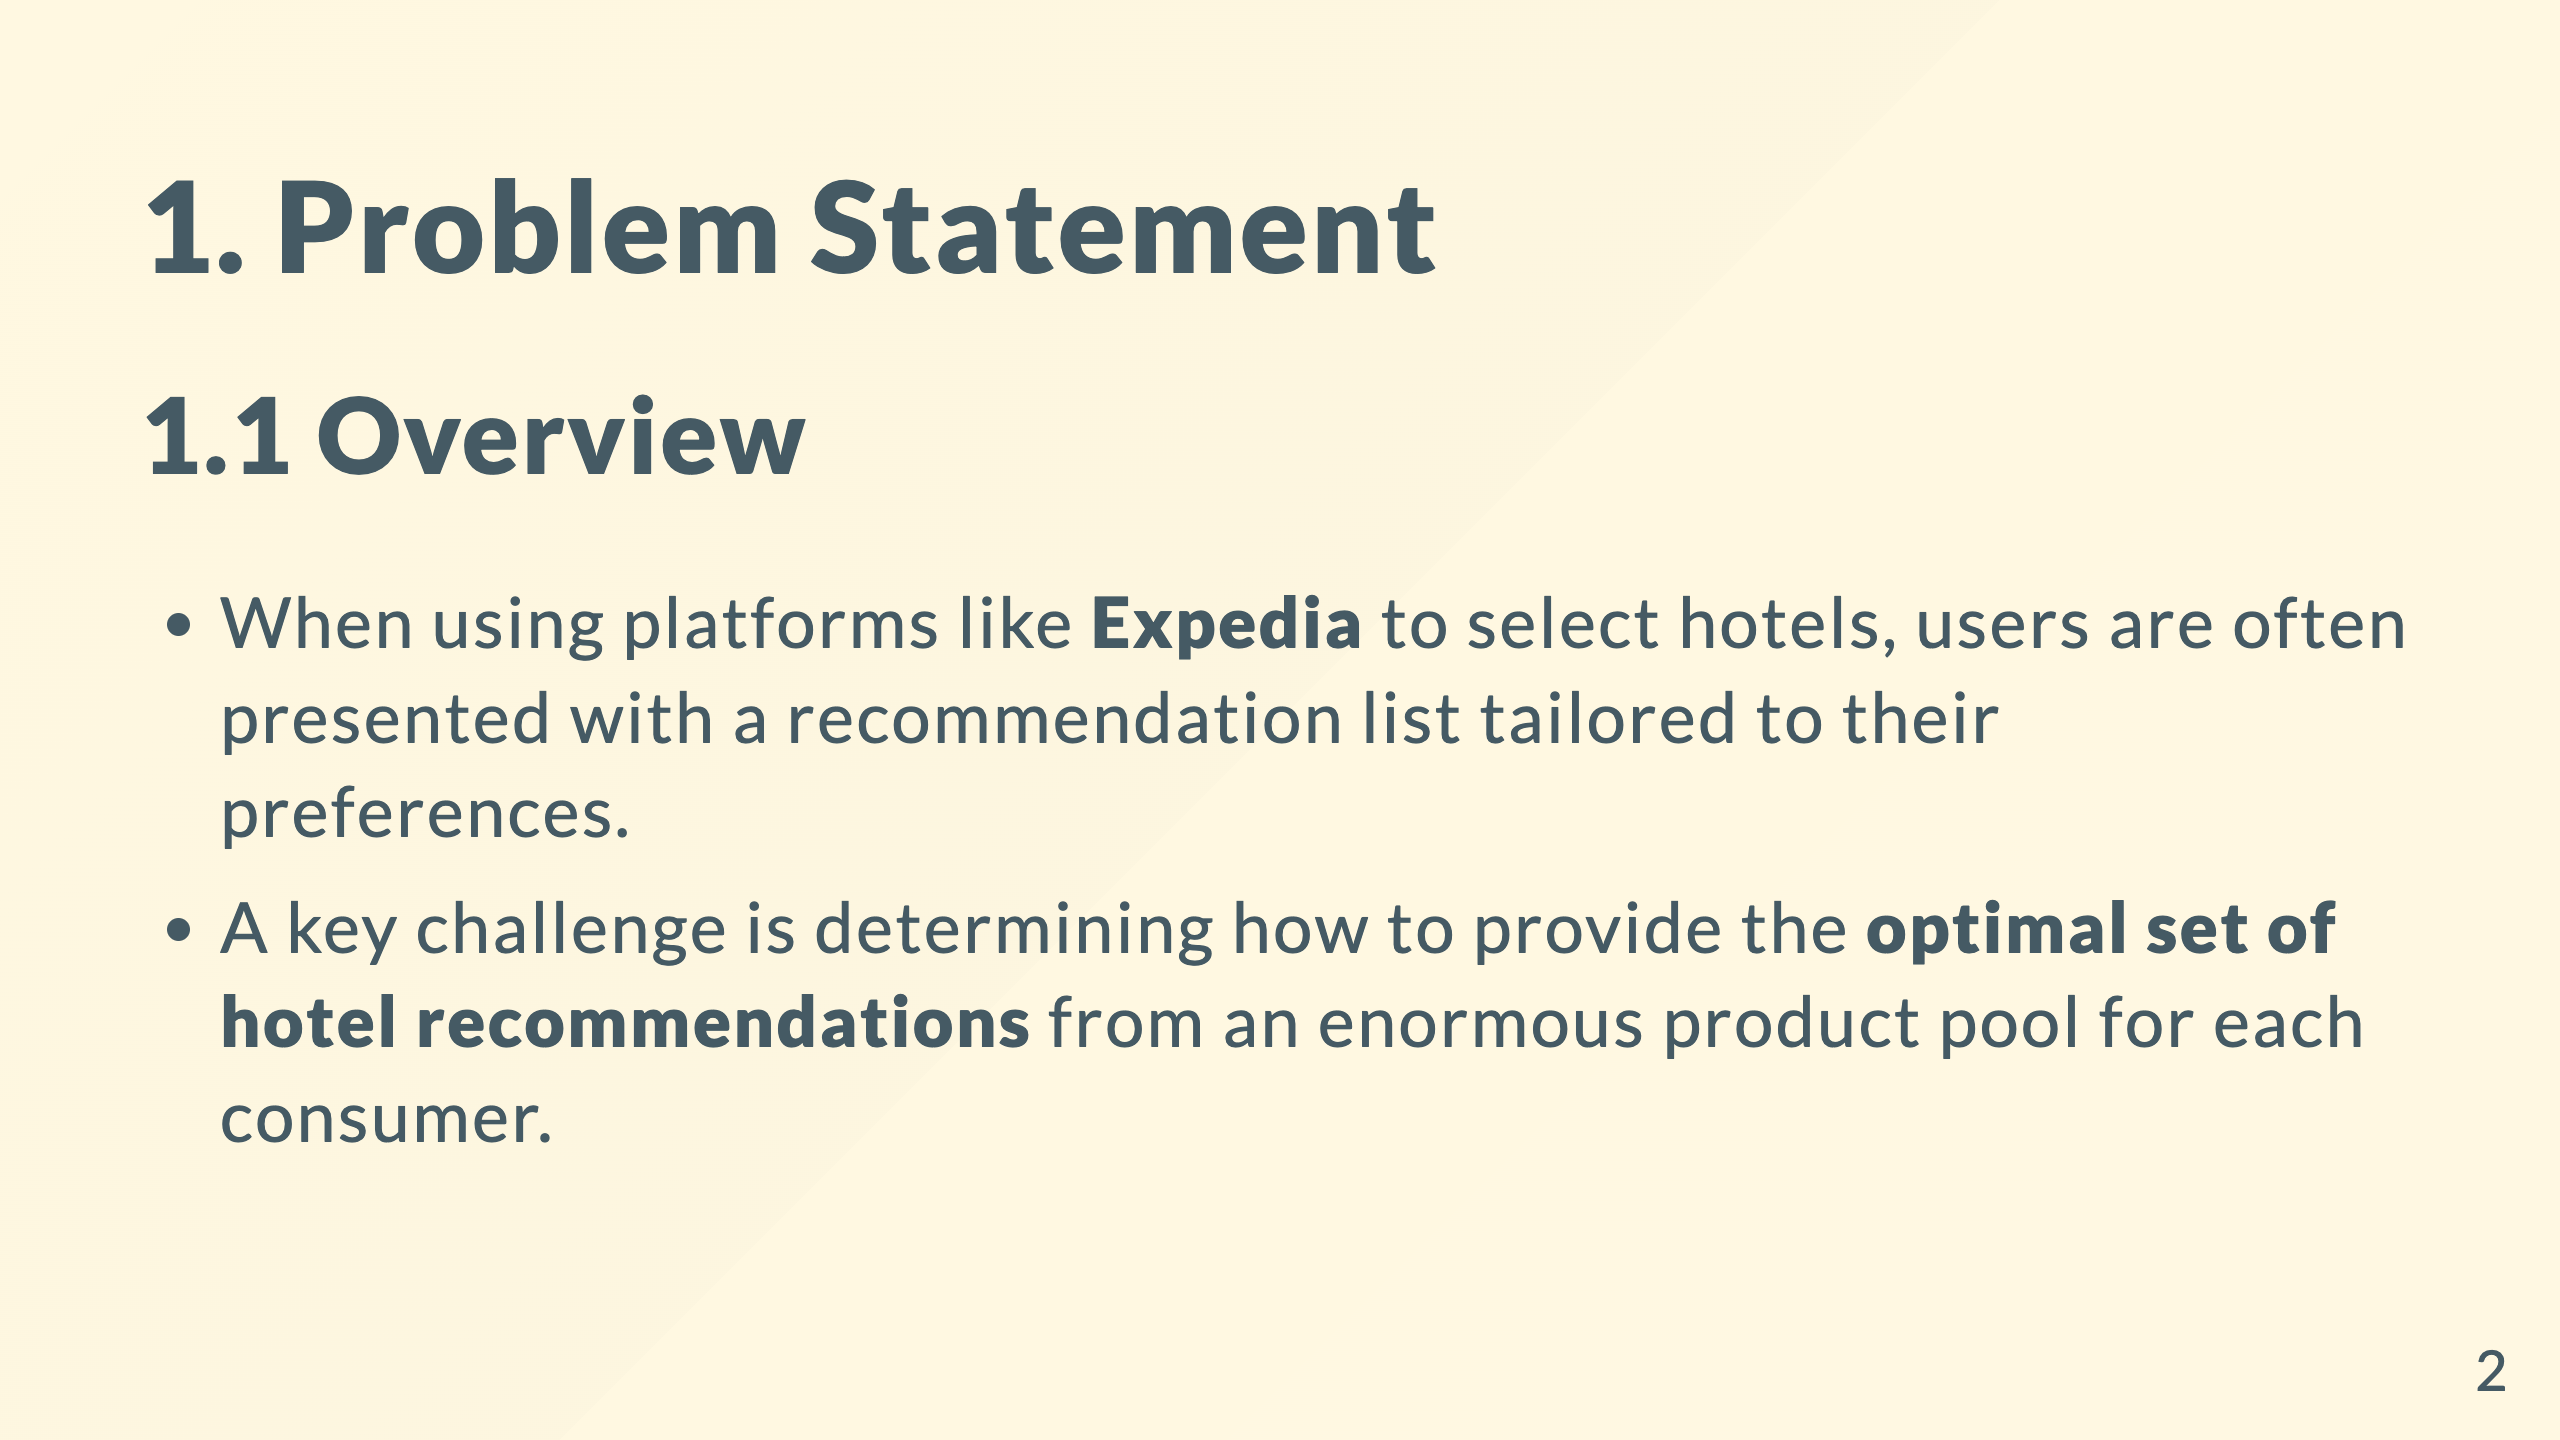 1. Problem Statement
1.1 Overview
• When using platforms like Expedia to select hotels, users are often
presented with a recommendation list tailored to their
preferences.
• A key challenge is determining how to provide the optimal set of
hotel recommendations from an enormous product pool for each
consumer.
2